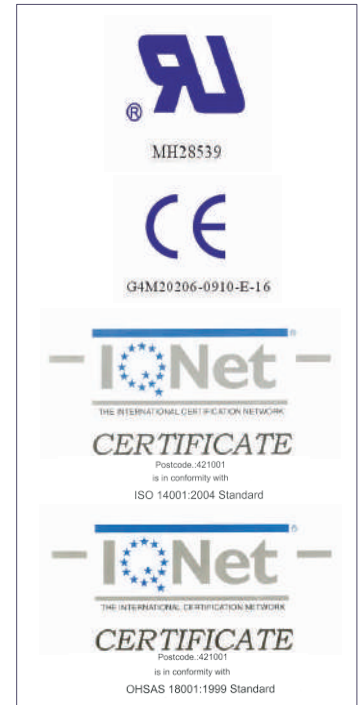 RU
®
MH28539
CE
G4M20206-0910-E-16
®
IQNet
THE INTERNATIONAL CERTIFICATION NETWORK
CERTIFICATE
Postcode.:421001
is in conformity with
ISO 14001:2004 Standard
®
IQNet
THE INTERNATIONAL CERTIFICATION NETWORK
CERTIFICATE
Postcode.:421001
is in conformity with
OHSAS 18001:1999 Standard